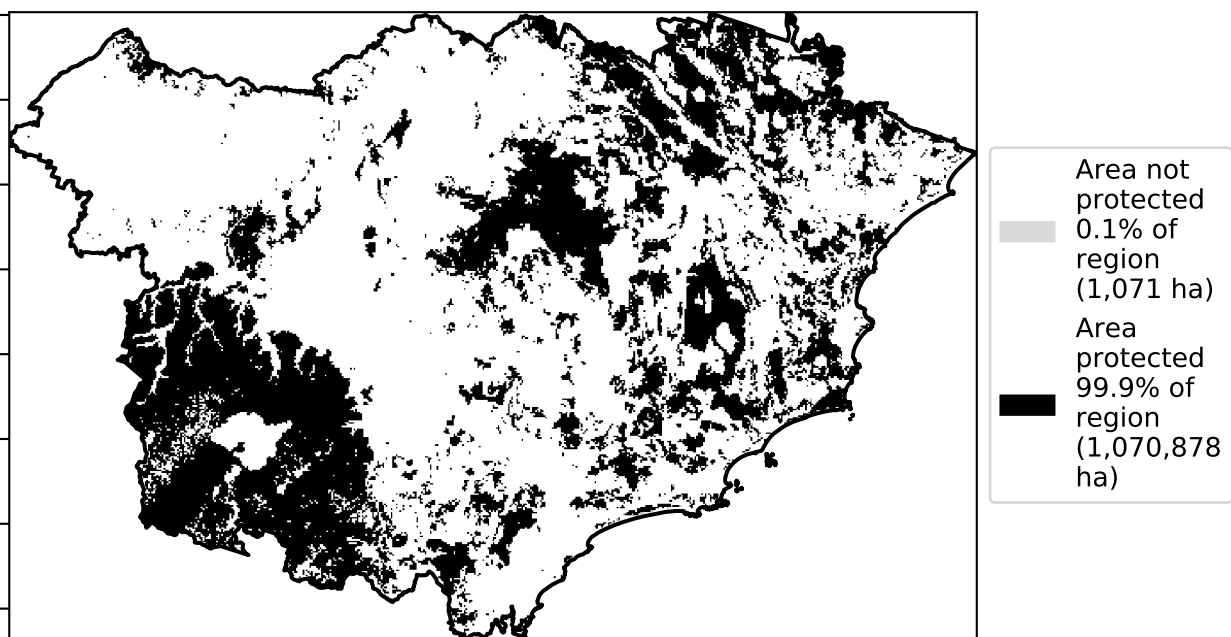 Area not
protected
0.1% of
region
(1,071 ha)
Area
protected
99.9% of
region
(1,070,878
ha)